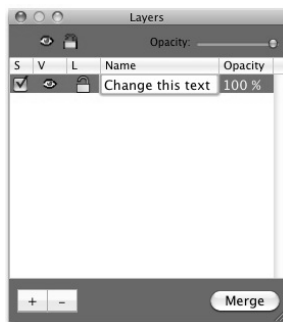 Layers
Opacity:
S V L Name Opacity
Change this text 100 %
+ - Merge